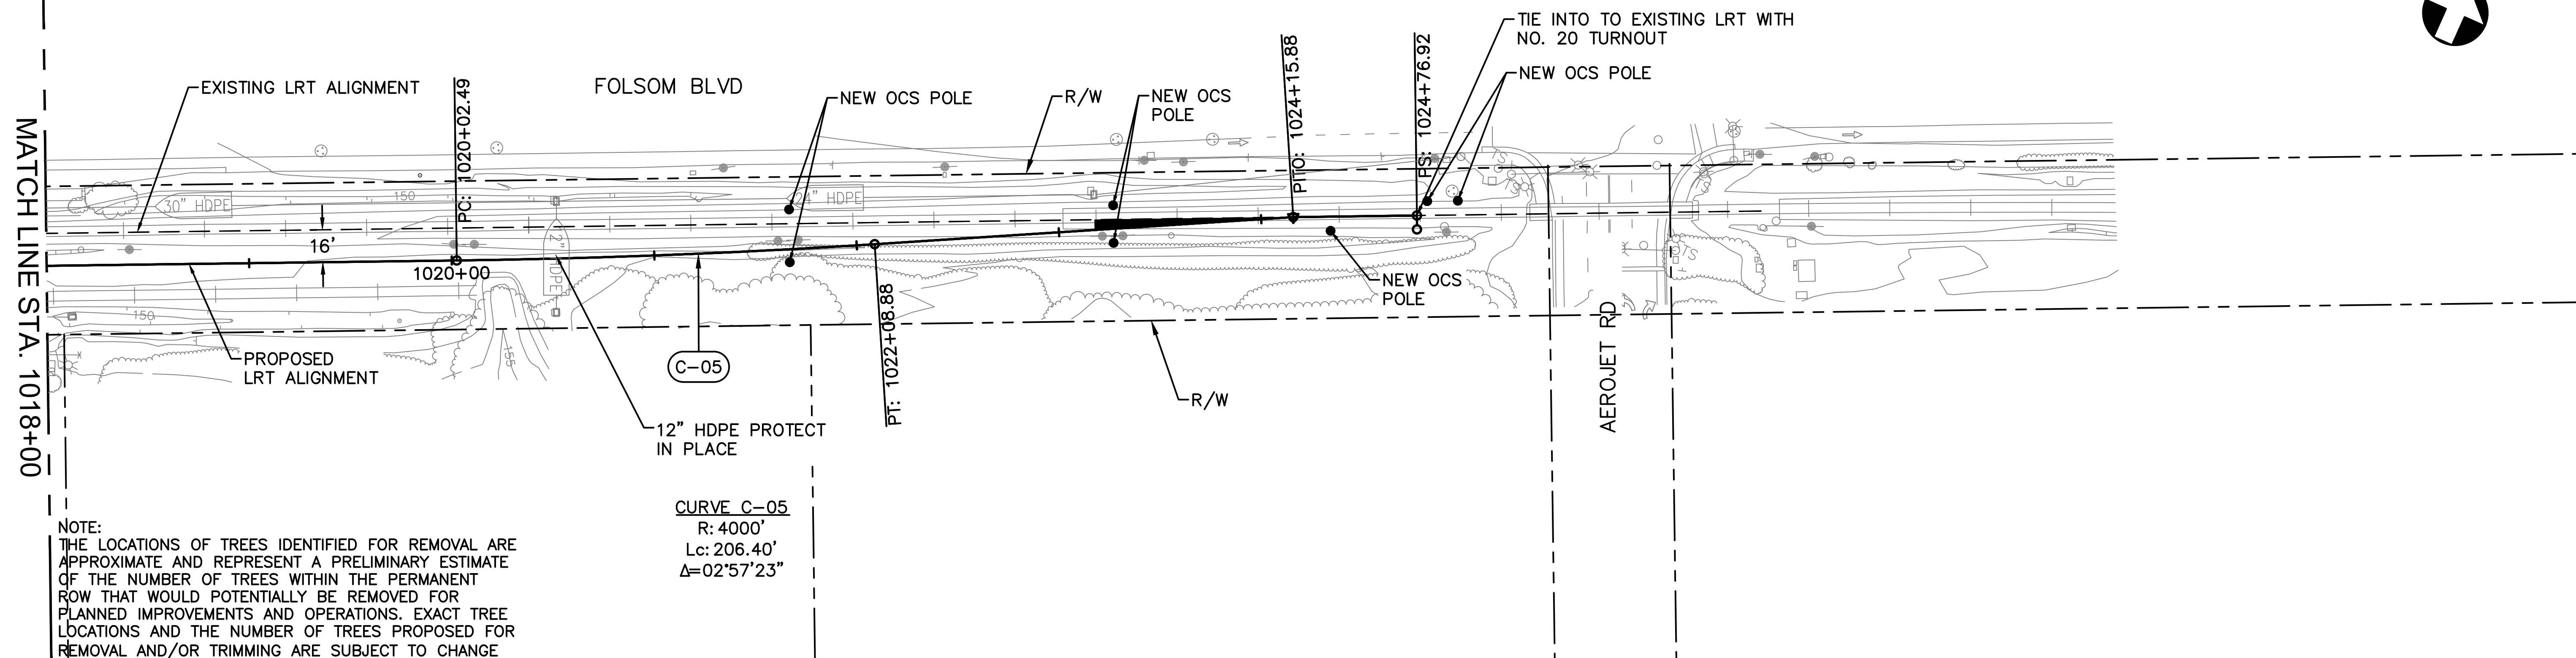 TIE INTO TO EXISTING LRT WITH
NO. 20 TURNOUT
NEW OCS POLE
EXISTING LRT ALIGNMENT
FOLSOM BLVD
NEW OCS POLE
R/W
NEW OCS
POLE
PC: 1020+02.49
PTO: 1024+15.88
PS: 1024+76.92
MATCH LINE STA. 1018+00
30" HDPE
150
24" HDPE
16'
1020+00
12" HDPE
NEW OCS
POLE
150
155
PROPOSED
LRT ALIGNMENT
C-05
PT: 1022+08.88
R/W
AEROJET RD
12" HDPE PROTECT
IN PLACE
CURVE C-05
R: 4000'
Lc: 206.40'
Δ=02°57'23"
NOTE:
THE LOCATIONS OF TREES IDENTIFIED FOR REMOVAL ARE
APPROXIMATE AND REPRESENT A PRELIMINARY ESTIMATE
OF THE NUMBER OF TREES WITHIN THE PERMANENT
ROW THAT WOULD POTENTIALLY BE REMOVED FOR
PLANNED IMPROVEMENTS AND OPERATIONS. EXACT TREE
LOCATIONS AND THE NUMBER OF TREES PROPOSED FOR
REMOVAL AND/OR TRIMMING ARE SUBJECT TO CHANGE